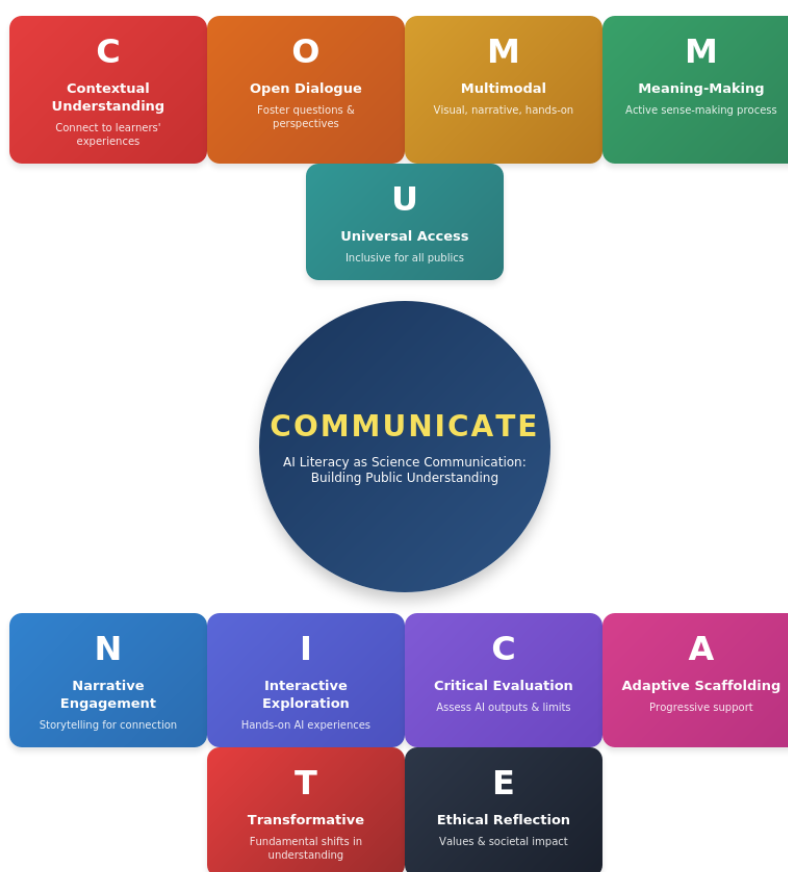 C
Contextual
Understanding
Connect to learners'
experiences
O
Open Dialogue
Foster questions &
perspectives
M
Multimodal
Visual, narrative, hands-on
M
Meaning-Making
Active sense-making process
U
Universal Access
Inclusive for all publics
COMMUNICATE
AI Literacy as Science Communication:
Building Public Understanding
N
Narrative
Engagement
Storytelling for connection
I
Interactive
Exploration
Hands-on AI experiences
C
Critical Evaluation
Assess AI outputs & limits
A
Adaptive Scaffolding
Progressive support
T
Transformative
Fundamental shifts in
understanding
E
Ethical Reflection
Values & societal impact